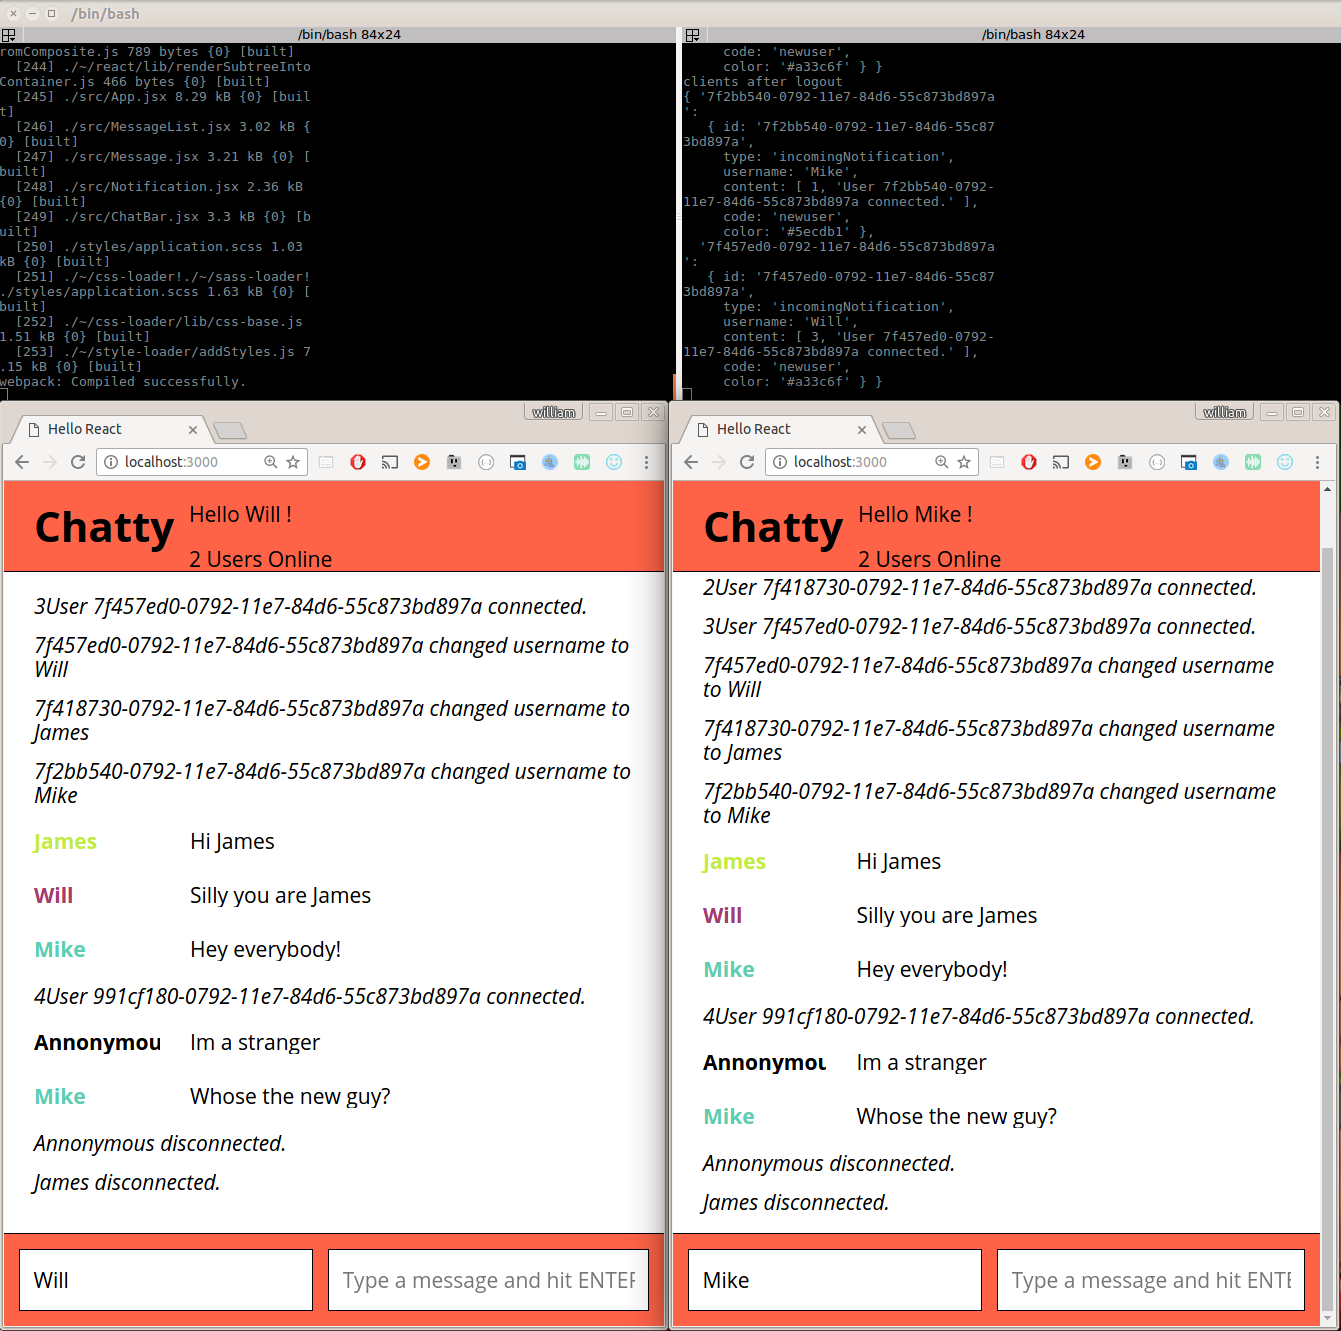 /bin/bash
/bin/bash 84x24
romComposite.js 789 bytes {0} [built]
[244] ./~/react/lib/renderSubtreeInto
Container.js 466 bytes {0} [built]
[245] ./src/App.jsx 8.29 kB {0} [buil
t]
[246] ./src/MessageList.jsx 3.02 kB {
0} [built]
[247] ./src/Message.jsx 3.21 kB {0} [
built]
[248] ./src/Notification.jsx 2.36 kB
{0} [built]
[249] ./src/ChatBar.jsx 3.3 kB {0} [b
uilt]
[250] ./styles/application.scss 1.03
kB {0} [built]
[251] ./~/css-loader!./~/sass-loader!
./styles/application.scss 1.63 kB {0} [
built]
[252] ./~/css-loader/lib/css-base.js
1.51 kB {0} [built]
[253] ./~/style-loader/addStyles.js 7
.15 kB {0} [built]
webpack: Compiled successfully.
/bin/bash 84x24
code: 'newuser',
color: '#a33c6f' } }
clients after logout
{ '7f2bb540-0792-11e7-84d6-55c873bd897a
':
{ id: '7f2bb540-0792-11e7-84d6-55c87
3bd897a',
type: 'incomingNotification',
username: 'Mike',
content: [ 1, 'User 7f2bb540-0792-
11e7-84d6-55c873bd897a connected.' ],
code: 'newuser',
color: '#5ecdb1' },
'7f457ed0-0792-11e7-84d6-55c873bd897a
':
{ id: '7f457ed0-0792-11e7-84d6-55c87
3bd897a',
type: 'incomingNotification',
username: 'Will',
content: [ 3, 'User 7f457ed0-0792-
11e7-84d6-55c873bd897a connected.' ],
code: 'newuser',
color: '#a33c6f' } }
william
Hello React
localhost:3000
Chatty
Hello Will !
2 Users Online
3User 7f457ed0-0792-11e7-84d6-55c873bd897a connected.
7f457ed0-0792-11e7-84d6-55c873bd897a changed username to
Will
7f418730-0792-11e7-84d6-55c873bd897a changed username to
James
7f2bb540-0792-11e7-84d6-55c873bd897a changed username to
Mike
James Hi James
Will Silly you are James
Mike Hey everybody!
4User 991cf180-0792-11e7-84d6-55c873bd897a connected.
Annonymou Im a stranger
Mike Whose the new guy?
Annonymous disconnected.
James disconnected.
Will Type a message and hit ENTER
william
Hello React
localhost:3000
Chatty
Hello Mike !
2 Users Online
2User 7f418730-0792-11e7-84d6-55c873bd897a connected.
3User 7f457ed0-0792-11e7-84d6-55c873bd897a connected.
7f457ed0-0792-11e7-84d6-55c873bd897a changed username
to Will
7f418730-0792-11e7-84d6-55c873bd897a changed username
to James
7f2bb540-0792-11e7-84d6-55c873bd897a changed username
to Mike
James Hi James
Will Silly you are James
Mike Hey everybody!
4User 991cf180-0792-11e7-84d6-55c873bd897a connected.
Annonymou Im a stranger
Mike Whose the new guy?
Annonymous disconnected.
James disconnected.
Mike Type a message and hit ENTE